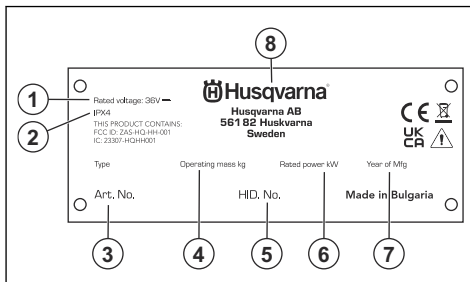 8
Husqvarna
Husqvarna AB
561 82 Huskvarna
Sweden
1
Rated voltage: 36V
2
IPX4
THIS PRODUCT CONTAINS:
FCC ID: ZAS-HQ-HH-001
IC: 23307-HQHH001
CE
UK
CA
Type
Operating mass kg
Rated power kW
Year of Mfg
Art. No.
HID. No.
Made in Bulgaria
3
4
5
6
7